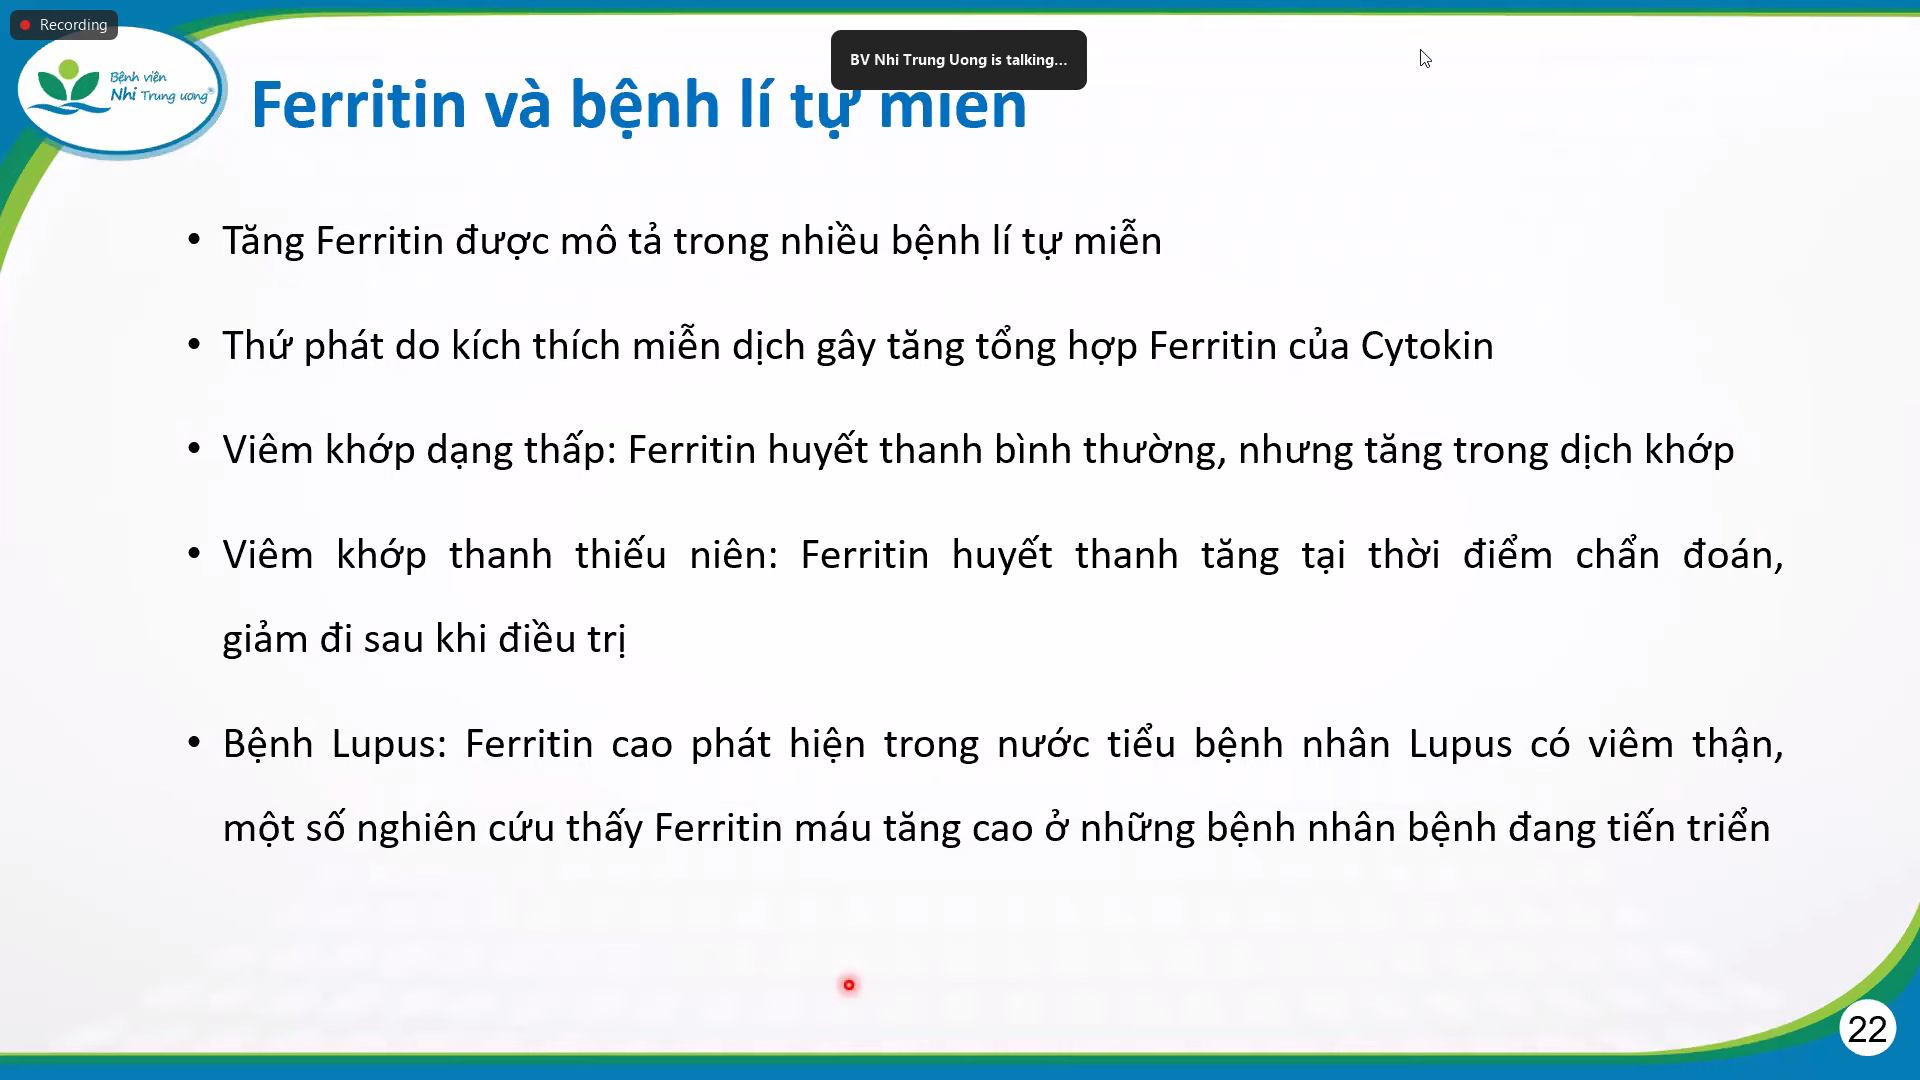 Recording
BV Nhi Trung Uong is talking...
Bệnh viện
Nhi Trung ương®
Ferritin và bệnh lí tự miễn
• Tăng Ferritin được mô tả trong nhiều bệnh lí tự miễn
• Thứ phát do kích thích miễn dịch gây tăng tổng hợp Ferritin của Cytokin
• Viêm khớp dạng thấp: Ferritin huyết thanh bình thường, nhưng tăng trong dịch khớp
• Viêm khớp thanh thiếu niên: Ferritin huyết thanh tăng tại thời điểm chẩn đoán,
giảm đi sau khi điều trị
• Bệnh Lupus: Ferritin cao phát hiện trong nước tiểu bệnh nhân Lupus có viêm thận,
một số nghiên cứu thấy Ferritin máu tăng cao ở những bệnh nhân bệnh đang tiến triển
22